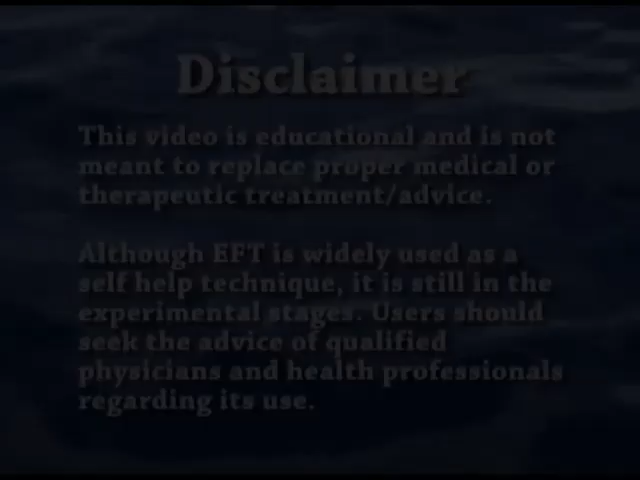 Disclaimer
This video is educational and is not
meant to replace proper medical or
therapeutic treatment/advice.
Although EFT is widely used as a
self help technique, it is still in the
experimental stages. Users should
seek the advice of qualified
physicians and health professionals
regarding its use.